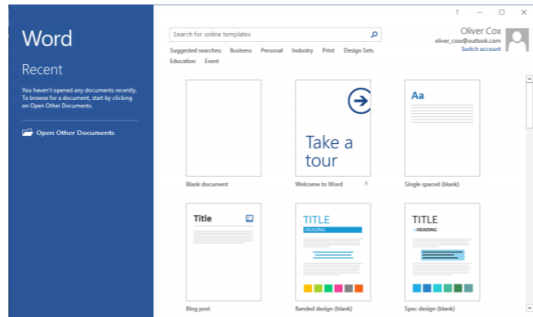 Word
Recent
You haven't opened any documents recently.
To browse for a document, start by clicking
on Open Other Documents.
Open Other Documents
?
Search for online templates
Oliver Cox
oliver_cox@outlook.com
Switch account
Suggested searches: Business Personal Industry Print Design Sets
Education Event
Take a
tour
Aa
Blank document
Welcome to Word
Single spaced (blank)
Title
TITLE
HEADING
TITLE
HEADING
Blog post
Banded design (blank)
Spec design (blank)